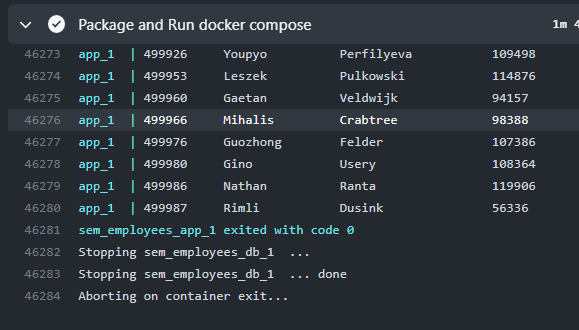 Package and Run docker compose 1m 4
46273 app_1 | 499926 Youpyo Perfilyeva 109498
46274 app_1 | 499953 Leszek Pulkowski 114876
46275 app_1 | 499960 Gaetan Veldwijk 94157
46276 app_1 | 499966 Mihalis Crabtree 98388
46277 app_1 | 499976 Guozhong Felder 107386
46278 app_1 | 499980 Gino Usery 108364
46279 app_1 | 499986 Nathan Ranta 119906
46280 app_1 | 499987 Rimli Dusink 56336
46281 sem_employees_app_1 exited with code 0
46282 Stopping sem_employees_db_1 ...
46283 Stopping sem_employees_db_1 ... done
46284 Aborting on container exit...